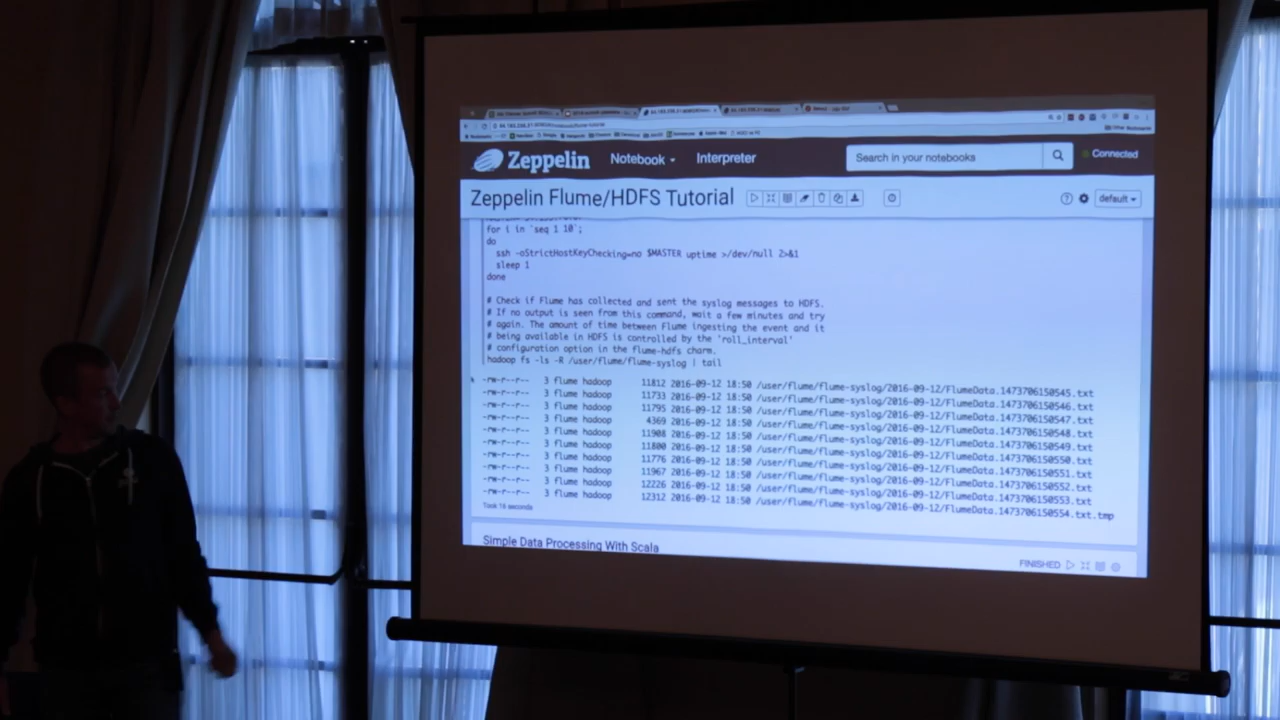 Zeppelin
Notebook
Interpreter
Search in your notebooks
Connected
Zeppelin Flume/HDFS Tutorial
default
for i in `seq 1 10`;
do
ssh -oStrictHostKeyChecking=no $MASTER uptime >/dev/null 2>&1
sleep 1
done
# Check if Flume has collected and sent the syslog messages to HDFS.
# If no output is seen from this command, wait a few minutes and try
# again. The amount of time between Flume ingesting the event and it
# being available in HDFS is controlled by the 'roll_interval'
# configuration option in the flume-hdfs charm.
hadoop fs -ls -R /user/flume/flume-syslog | tail
-rw-r--r-- 3 flume hadoop 11812 2016-09-12 18:50 /user/flume/flume-syslog/2016-09-12/FlumeData.1473706150545.txt
-rw-r--r-- 3 flume hadoop 11733 2016-09-12 18:50 /user/flume/flume-syslog/2016-09-12/FlumeData.1473706150546.txt
-rw-r--r-- 3 flume hadoop 11795 2016-09-12 18:50 /user/flume/flume-syslog/2016-09-12/FlumeData.1473706150547.txt
-rw-r--r-- 3 flume hadoop 4369 2016-09-12 18:50 /user/flume/flume-syslog/2016-09-12/FlumeData.1473706150548.txt
-rw-r--r-- 3 flume hadoop 11908 2016-09-12 18:50 /user/flume/flume-syslog/2016-09-12/FlumeData.1473706150549.txt
-rw-r--r-- 3 flume hadoop 11800 2016-09-12 18:50 /user/flume/flume-syslog/2016-09-12/FlumeData.1473706150550.txt
-rw-r--r-- 3 flume hadoop 11776 2016-09-12 18:50 /user/flume/flume-syslog/2016-09-12/FlumeData.1473706150551.txt
-rw-r--r-- 3 flume hadoop 11967 2016-09-12 18:50 /user/flume/flume-syslog/2016-09-12/FlumeData.1473706150552.txt
-rw-r--r-- 3 flume hadoop 12226 2016-09-12 18:50 /user/flume/flume-syslog/2016-09-12/FlumeData.1473706150553.txt
-rw-r--r-- 3 flume hadoop 12312 2016-09-12 18:50 /user/flume/flume-syslog/2016-09-12/FlumeData.1473706150554.txt.tmp
Took 16 seconds
Simple Data Processing With Scala
FINISHED